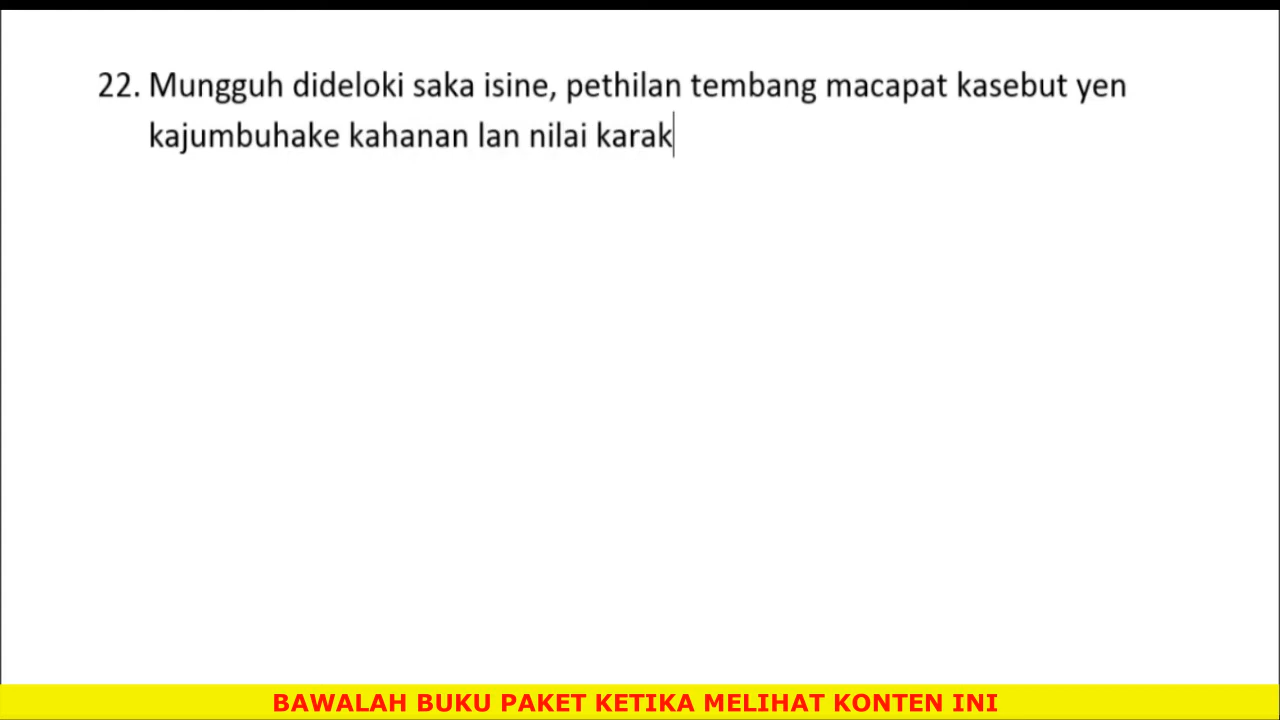 22. Mungguh dideloki saka isine, pethilan tembang macapat kasebut yen
kajumbuhake kahanan lan nilai karak
BAWALAH BUKU PAKET KETIKA MELIHAT KONTEN INI